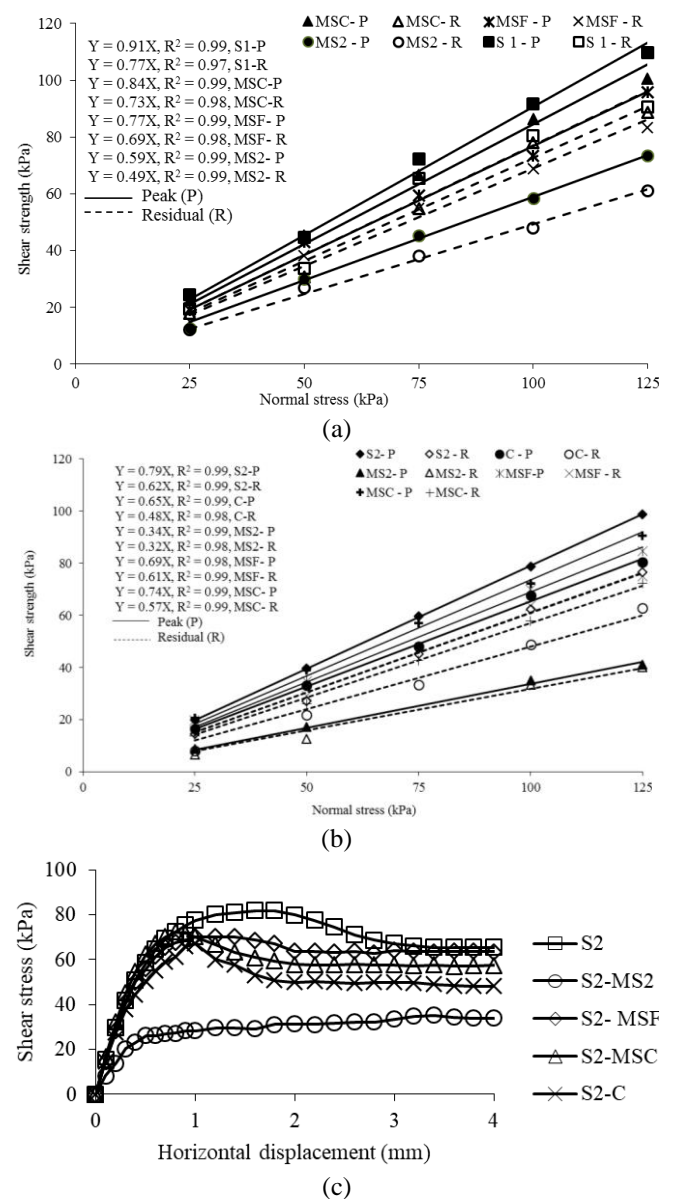 ▲MSC- P △MSC- R ✱MSF - P ×MSF - R
●MS2 - P ○MS2 - R ■S 1 - P □S 1 - R
Y = 0.91X, R² = 0.99, S1-P
Y = 0.77X, R² = 0.97, S1-R
Y = 0.84X, R² = 0.99, MSC-P
Y = 0.73X, R² = 0.98, MSC-R
Y = 0.77X, R² = 0.99, MSF- P
Y = 0.69X, R² = 0.98, MSF- R
Y = 0.59X, R² = 0.99, MS2- P
Y = 0.49X, R² = 0.99, MS2- R
Peak (P)
Residual (R)
Shear strength (kPa)
120
100
80
60
40
20
0
0 25 50 75 100 125
Normal stress (kPa)
(a)
S2- P S2 - R C - P C- R
MS2- P MS2- R MSF-P MSF - R
MSC - P MSC- R
Y = 0.79X, R² = 0.99, S2-P
Y = 0.62X, R² = 0.99, S2-R
Y = 0.65X, R² = 0.99, C-P
Y = 0.48X, R² = 0.98, C-R
Y = 0.34X, R² = 0.99, MS2- P
Y = 0.32X, R² = 0.98, MS2- R
Y = 0.69X, R² = 0.98, MSF- P
Y = 0.61X, R² = 0.99, MSF- R
Y = 0.74X, R² = 0.99, MSC- P
Y = 0.57X, R² = 0.99, MSC- R
Peak (P)
Residual (R)
Shear strength (kPa)
120
100
80
60
40
20
0
0 25 50 75 100 125
Normal stress (kPa)
(b)
Shear stress (kPa)
100
80
60
40
20
0
0 1 2 3 4
Horizontal displacement (mm)
S2
S2-MS2
S2- MSF
S2-MSC
S2-C
(c)